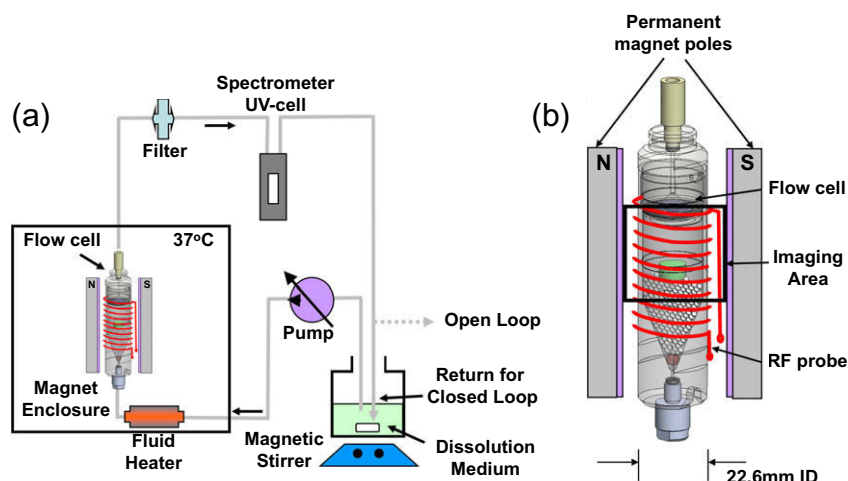 (a)
Spectrometer
UV-cell
Filter
Flow cell
37°C
N
S
Pump
Open Loop
Magnet
Enclosure
Return for
Closed Loop
Fluid
Heater
Magnetic
Stirrer
Dissolution
Medium
(b)
Permanent
magnet poles
N
S
Flow cell
Imaging
Area
RF probe
22.6mm ID